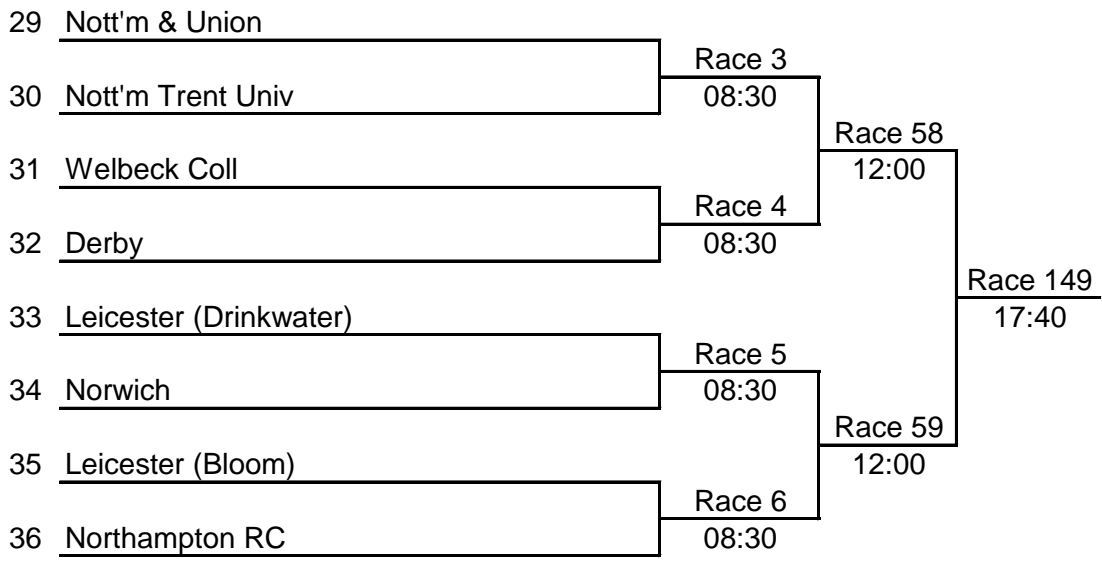 29 Nott'm & Union
Race 3
30 Nott'm Trent Univ
08:30
Race 58
31 Welbeck Coll
12:00
Race 4
32 Derby
08:30
Race 149
33 Leicester (Drinkwater)
17:40
Race 5
34 Norwich
08:30
Race 59
35 Leicester (Bloom)
12:00
Race 6
36 Northampton RC
08:30